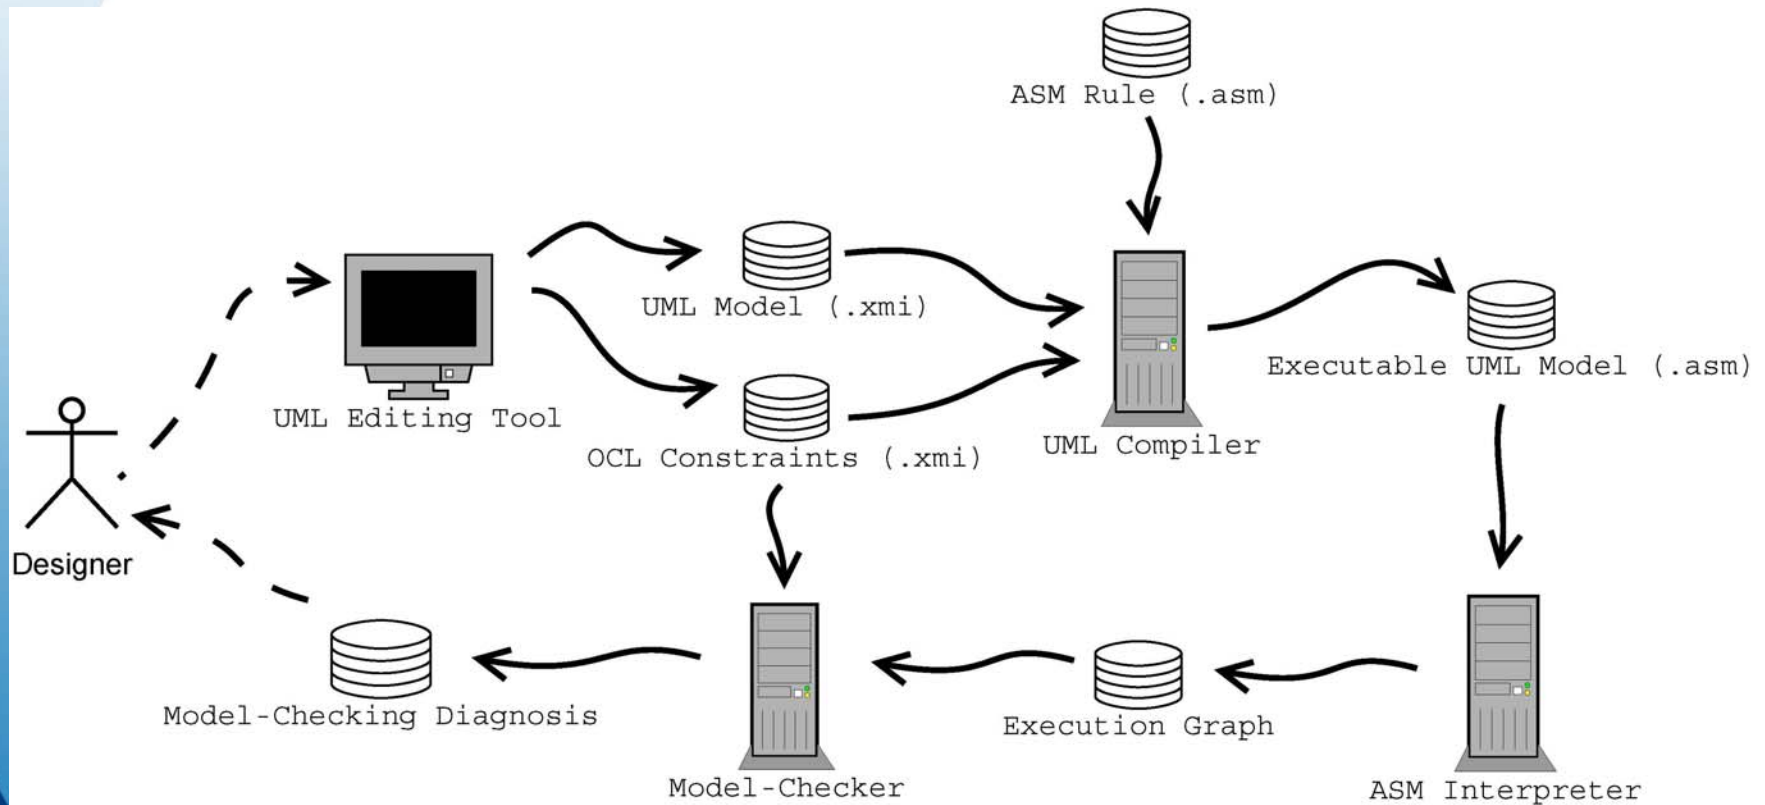 ASM Rule (.asm)
UML Model (.xmi)
Executable UML Model (.asm)
UML Editing Tool
UML Compiler
OCL Constraints (.xmi)
Designer
Model-Checking Diagnosis
Execution Graph
Model-Checker
ASM Interpreter